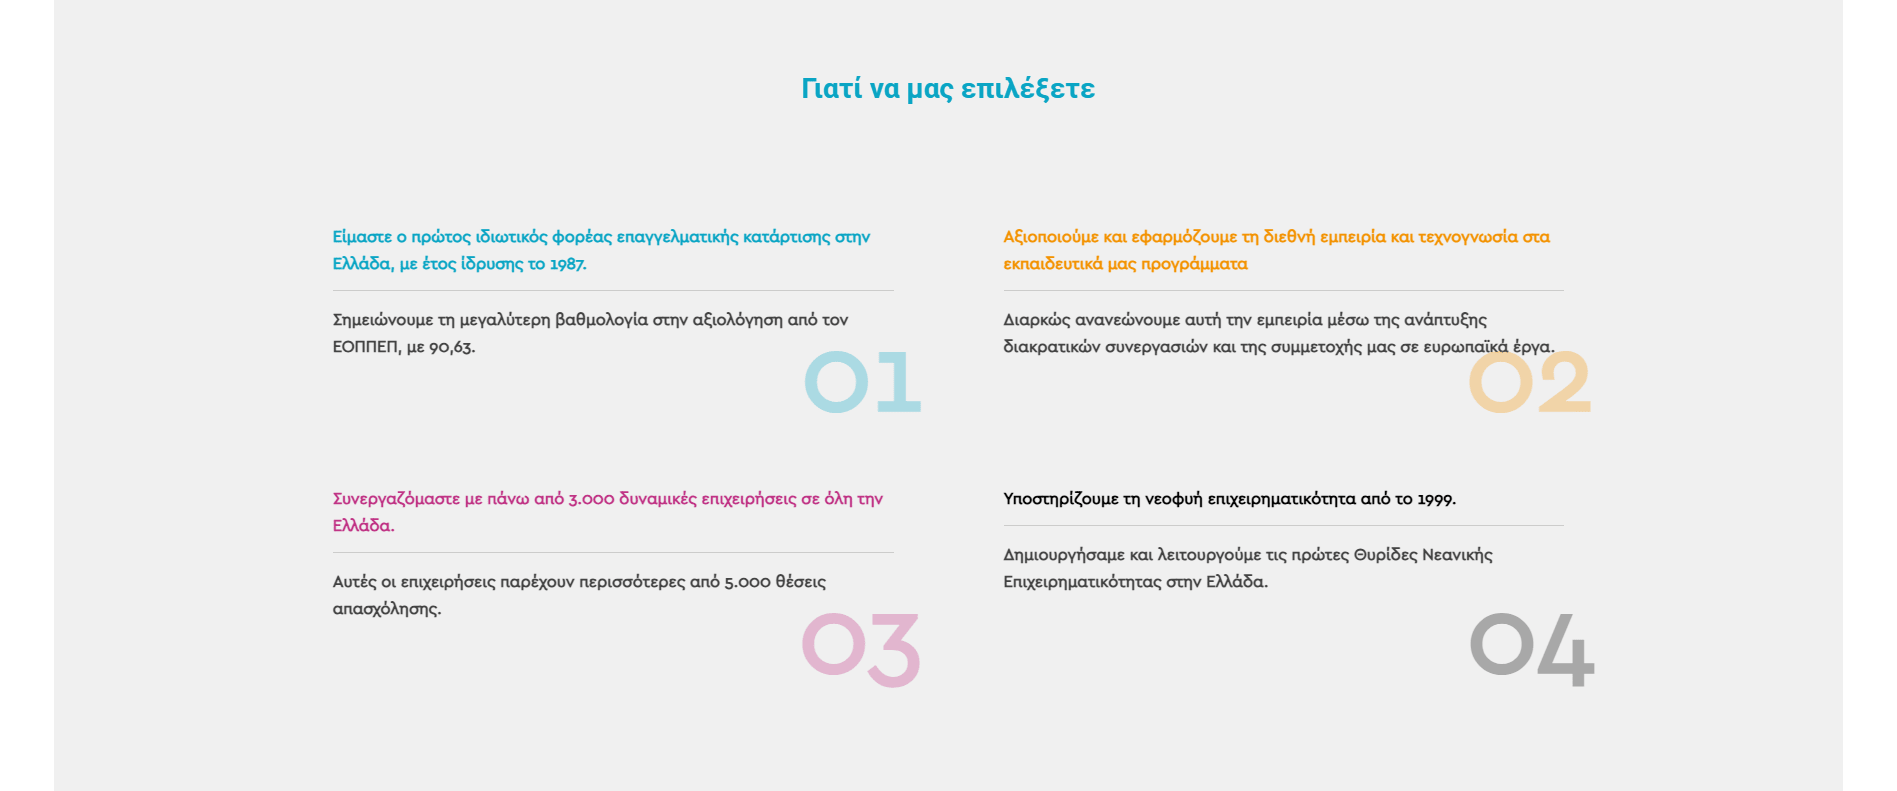 Γιατί να μας επιλέξετε
Είμαστε ο πρώτος ιδιωτικός φορέας επαγγελματικής κατάρτισης στην
Ελλάδα, με έτος ίδρυσης το 1987.
Σημειώνουμε τη μεγαλύτερη βαθμολογία στην αξιολόγηση από τον
ΕΟΠΠΕΠ, με 90,63.
01
Αξιοποιούμε και εφαρμόζουμε τη διεθνή εμπειρία και τεχνογνωσία στα
εκπαιδευτικά μας προγράμματα
Διαρκώς ανανεώνουμε αυτή την εμπειρία μέσω της ανάπτυξης
διακρατικών συνεργασιών και της συμμετοχής μας σε ευρωπαϊκά έργα.
02
Συνεργαζόμαστε με πάνω από 3.000 δυναμικές επιχειρήσεις σε όλη την
Ελλάδα.
Αυτές οι επιχειρήσεις παρέχουν περισσότερες από 5.000 θέσεις
απασχόλησης.
03
Υποστηρίζουμε τη νεοφυή επιχειρηματικότητα από το 1999.
Δημιουργήσαμε και λειτουργούμε τις πρώτες Θυρίδες Νεανικής
Επιχειρηματικότητας στην Ελλάδα.
04